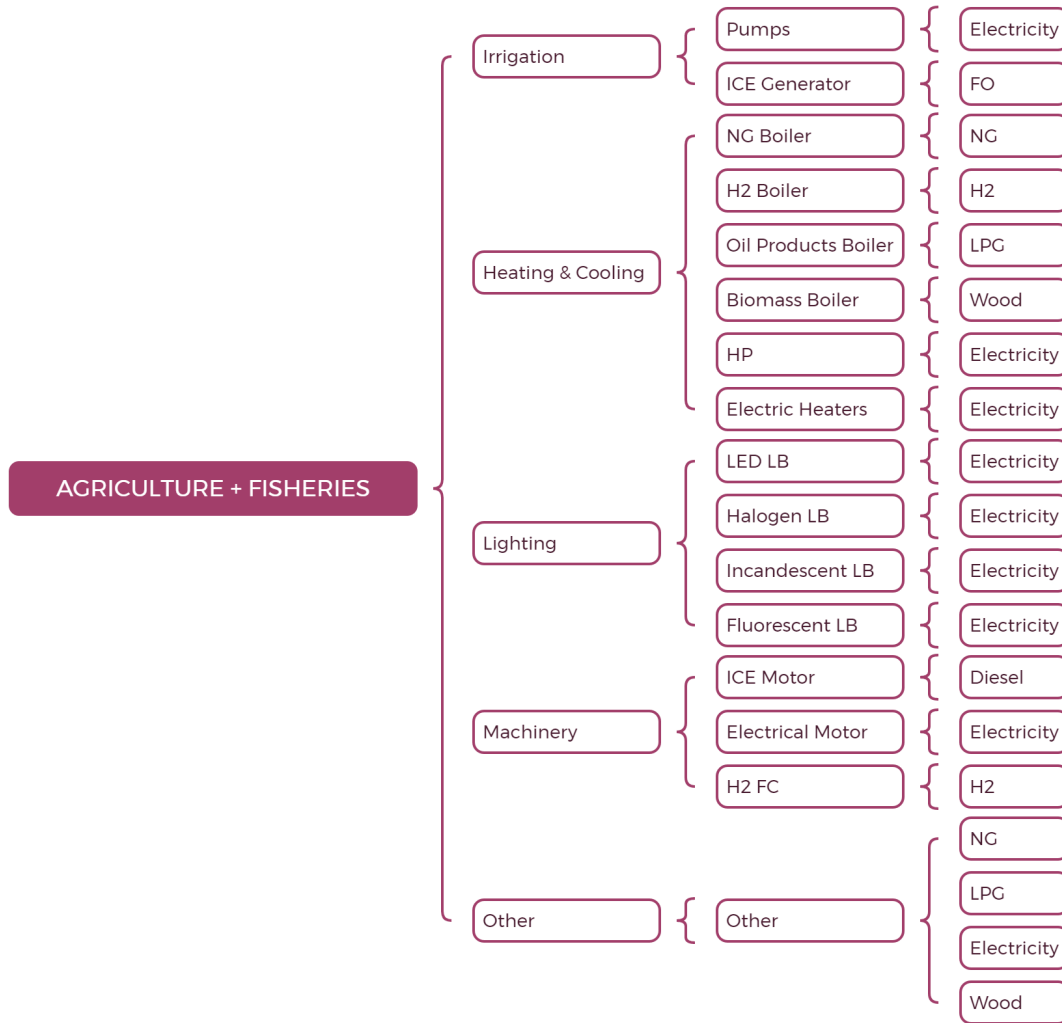 AGRICULTURE + FISHERIES
Irrigation
Pumps
Electricity
ICE Generator
FO
Heating & Cooling
NG Boiler
NG
H2 Boiler
H2
Oil Products Boiler
LPG
Biomass Boiler
Wood
HP
Electricity
Electric Heaters
Electricity
Lighting
LED LB
Electricity
Halogen LB
Electricity
Incandescent LB
Electricity
Fluorescent LB
Electricity
Machinery
ICE Motor
Diesel
Electrical Motor
Electricity
H2 FC
H2
Other
Other
NG
LPG
Electricity
Wood